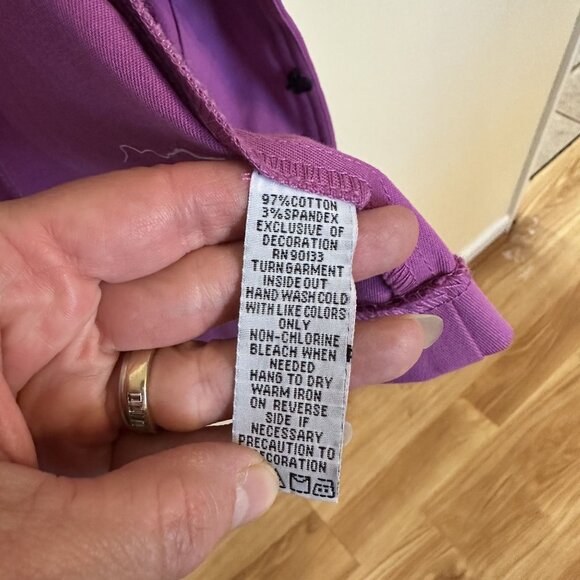 97%COTTON
3%SPANDEX
EXCLUSIVE OF
DECORATION
RN 90133
TURN GARMENT
INSIDE OUT
HAND WASH COLD
WITH LIKE COLORS
ONLY
NON-CHLORINE
BLEACH WHEN
NEEDED
HANG TO DRY
WARM IRON
ON REVERSE
SIDE IF
NECESSARY
PRECAUTION TO
DECORATION